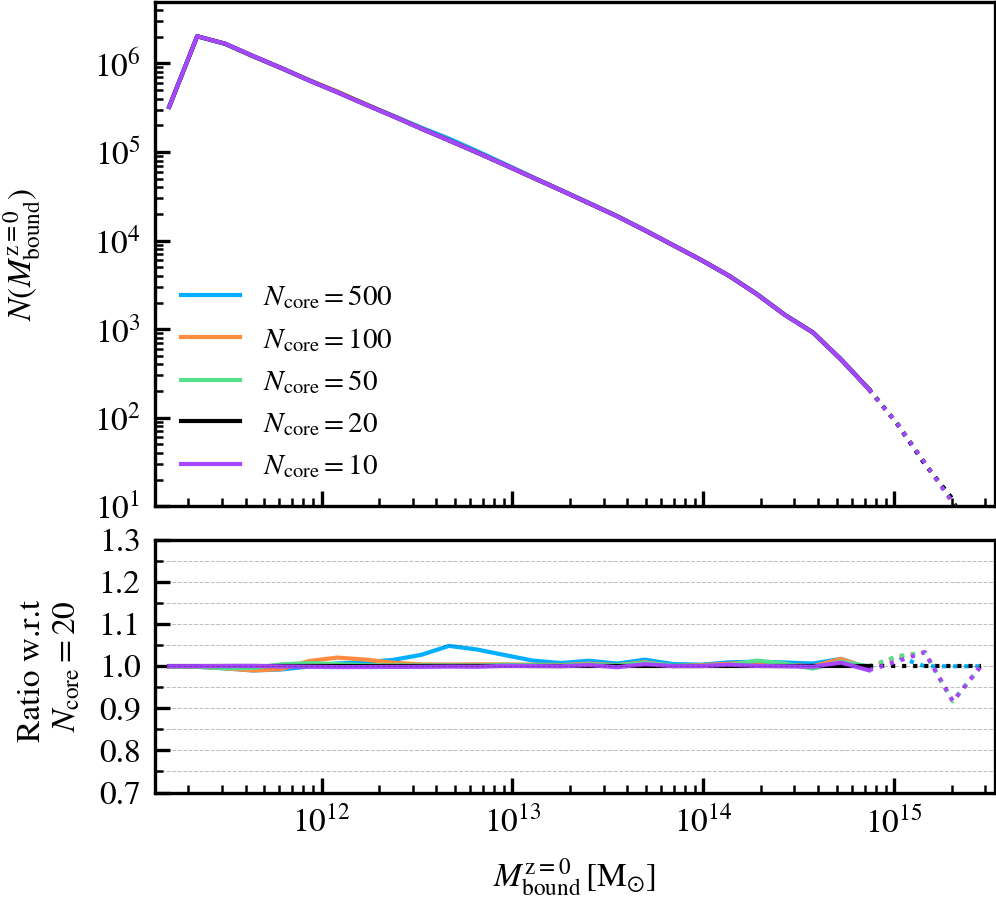 10^6
10^5
10^4
10^3
10^2
10^1
N(M_bound^z=0)
N_core = 500
N_core = 100
N_core = 50
N_core = 20
N_core = 10
1.3
1.2
1.1
1.0
0.9
0.8
0.7
Ratio w.r.t
N_core = 20
10^12
10^13
10^14
10^15
M_bound^z=0 [M_⊙]